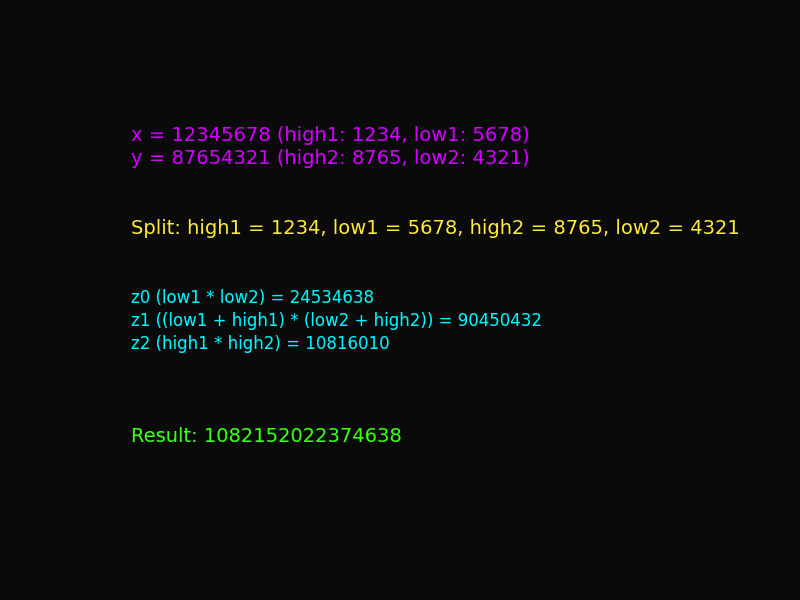 x = 12345678 (high1: 1234, low1: 5678)
y = 87654321 (high2: 8765, low2: 4321)
Split: high1 = 1234, low1 = 5678, high2 = 8765, low2 = 4321
z0 (low1 * low2) = 24534638
z1 ((low1 + high1) * (low2 + high2)) = 90450432
z2 (high1 * high2) = 10816010
Result: 1082152022374638